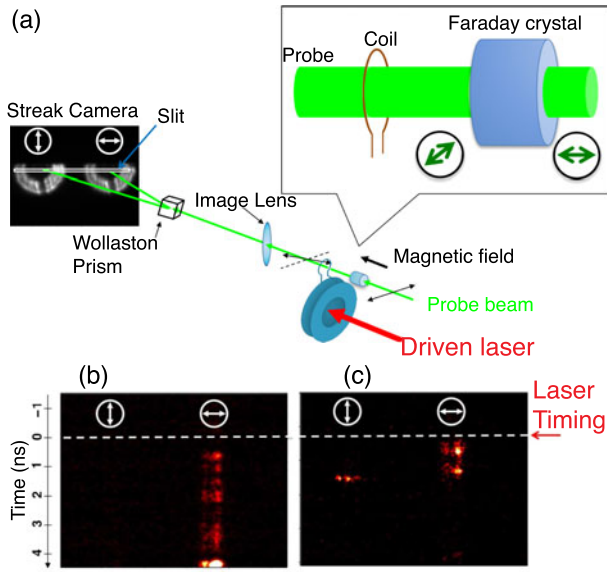 (a)
Faraday crystal
Coil
Probe
Streak Camera
Slit
Image Lens
Wollaston
Prism
Magnetic field
Probe beam
Driven laser
(b)
(c)
Laser
Timing
Time (ns)
-1
0
1
2
3
4